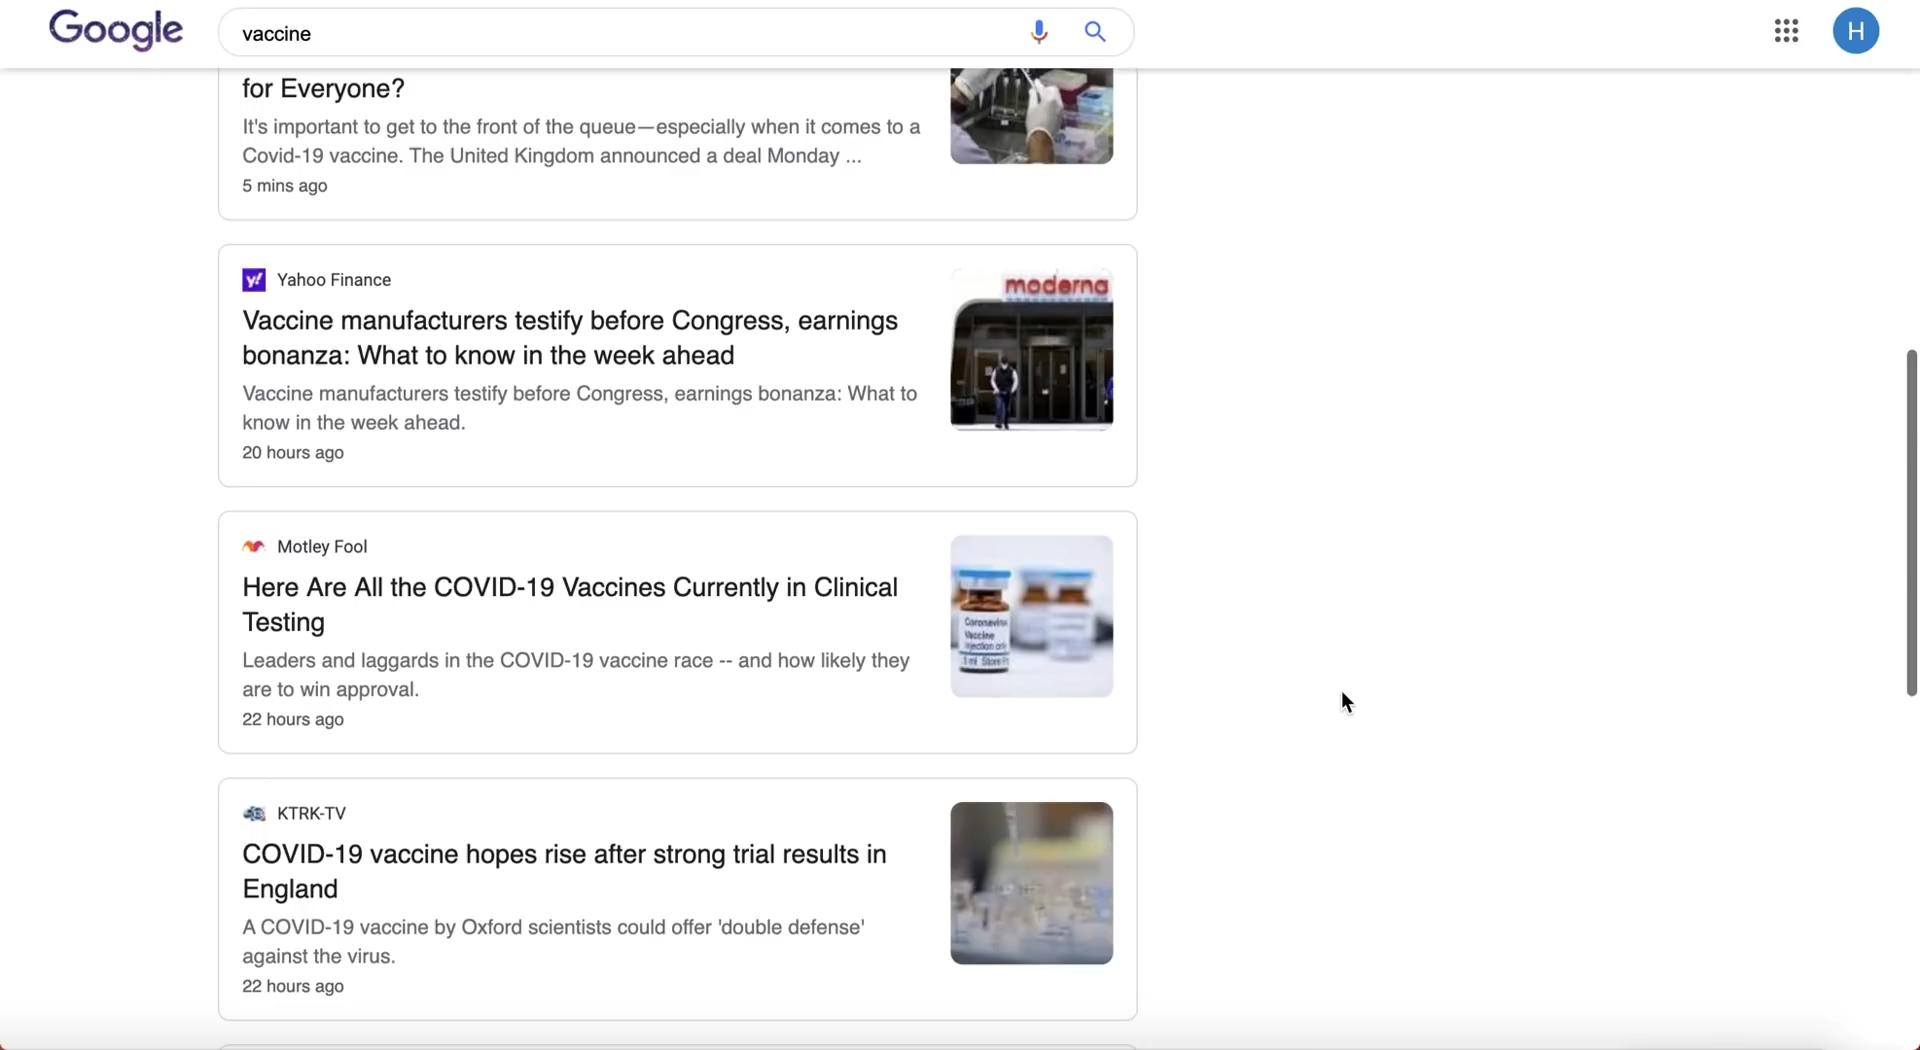 Google
vaccine
H
for Everyone?
It's important to get to the front of the queue—especially when it comes to a
Covid-19 vaccine. The United Kingdom announced a deal Monday ...
5 mins ago
y!
Yahoo Finance
moderna
Vaccine manufacturers testify before Congress, earnings
bonanza: What to know in the week ahead
Vaccine manufacturers testify before Congress, earnings bonanza: What to
know in the week ahead.
20 hours ago
Motley Fool
Here Are All the COVID-19 Vaccines Currently in Clinical
Testing
Coronavirus
Vaccine
Injection only
Leaders and laggards in the COVID-19 vaccine race -- and how likely they
are to win approval.
22 hours ago
KTRK-TV
COVID-19 vaccine hopes rise after strong trial results in
England
A COVID-19 vaccine by Oxford scientists could offer 'double defense'
against the virus.
22 hours ago